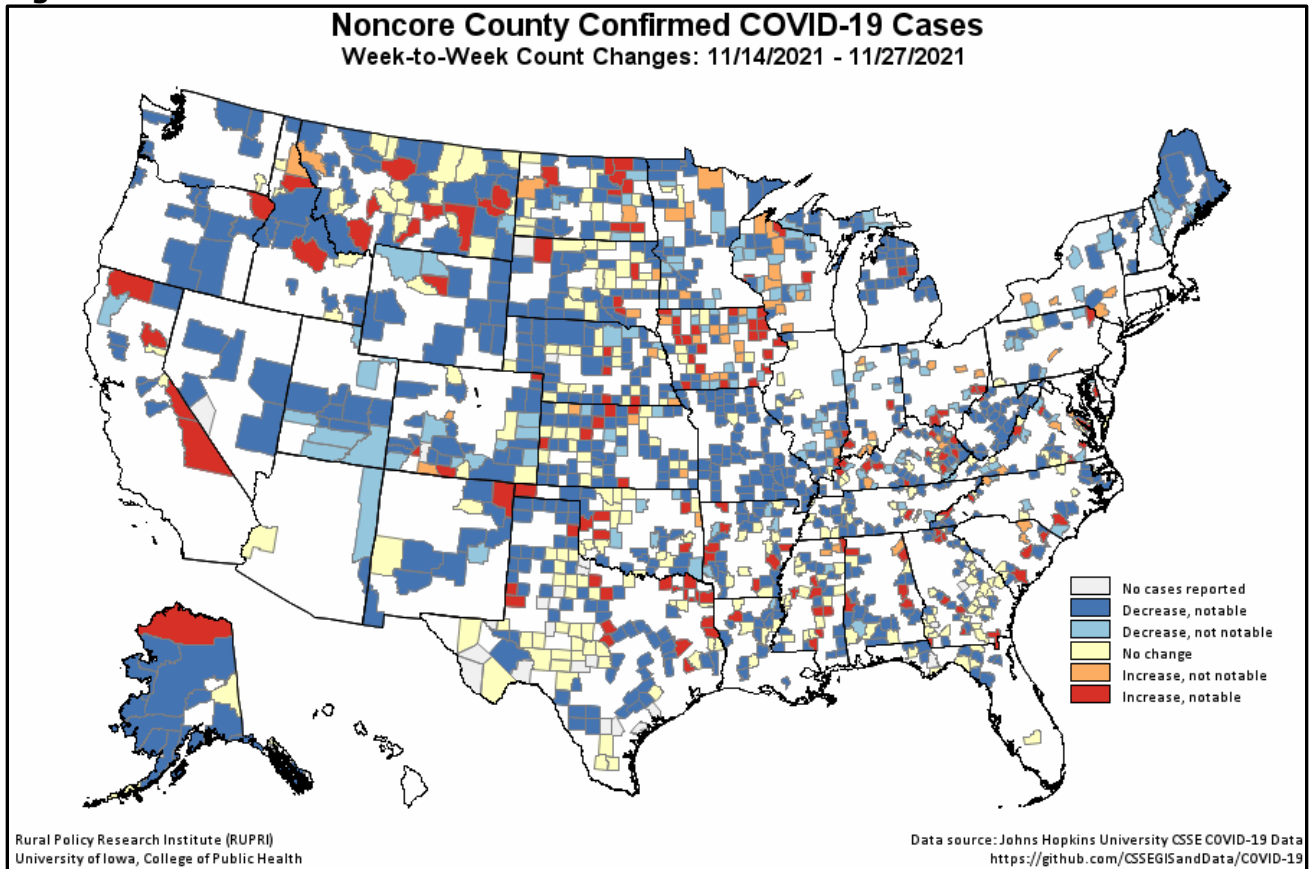 Noncore County Confirmed COVID-19 Cases
Week-to-Week Count Changes: 11/14/2021 - 11/27/2021
No cases reported
Decrease, notable
Decrease, not notable
No change
Increase, not notable
Increase, notable
Rural Policy Research Institute (RUPRI)
University of Iowa, College of Public Health
Data source: Johns Hopkins University CSSE COVID-19 Data
https://github.com/CSSEGISandData/COVID-19